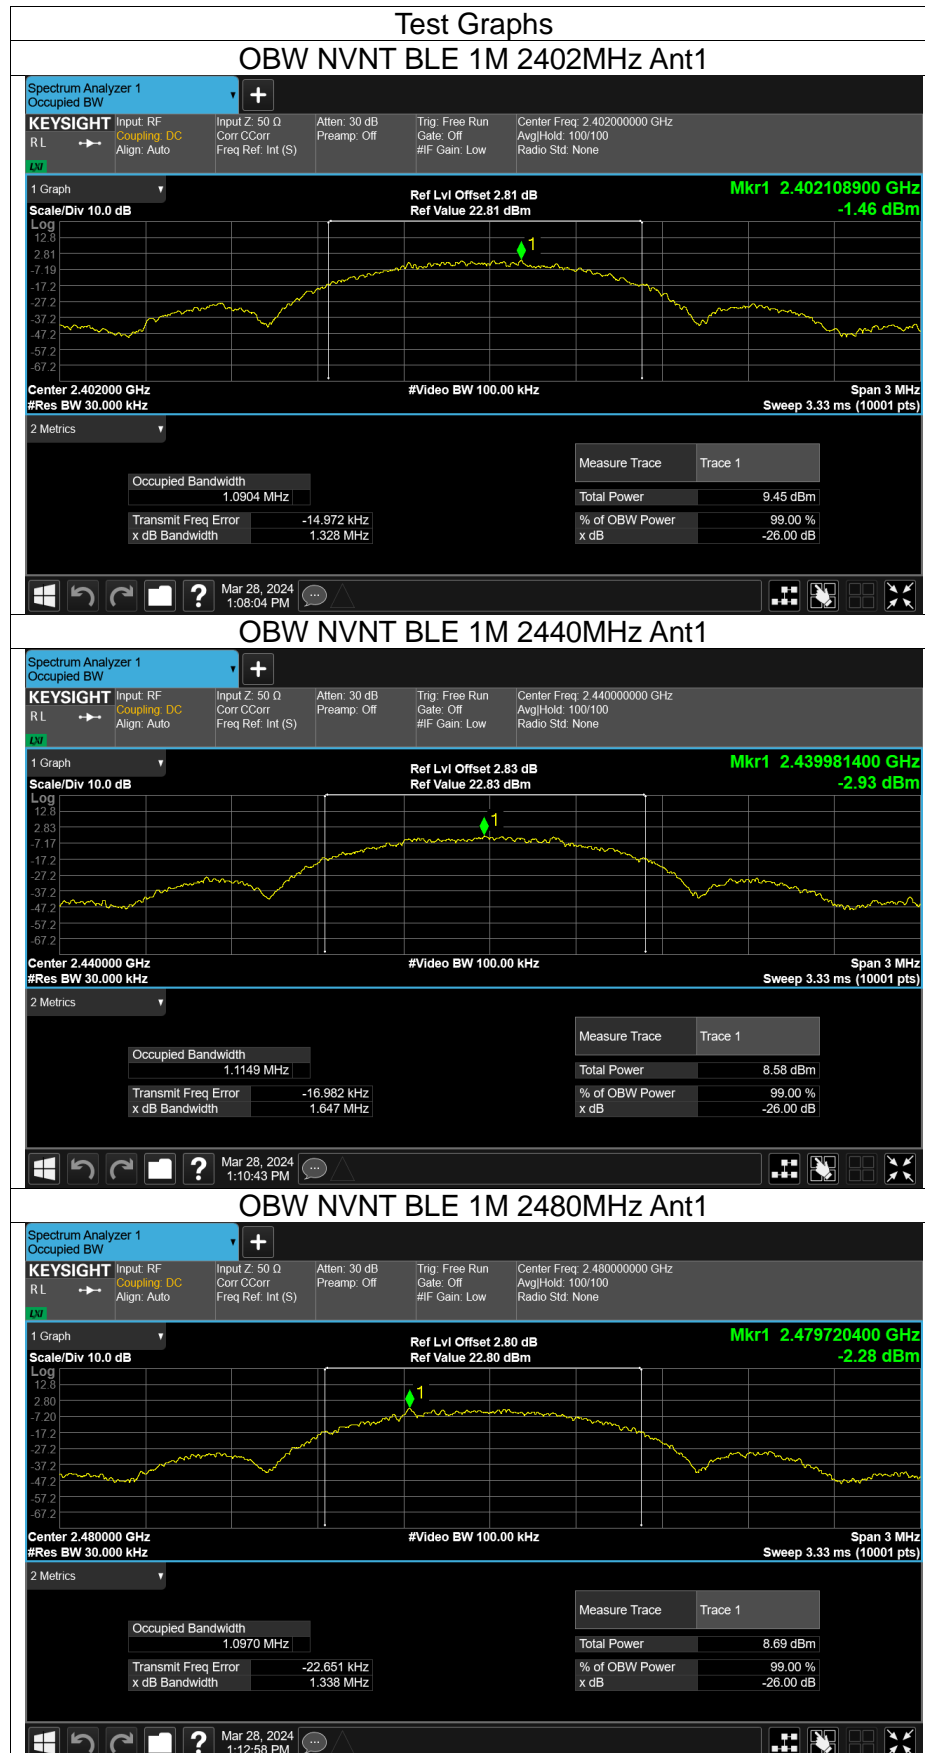 Test Graphs
OBW NVNT BLE 1M 2402MHz Ant1
Spectrum Analyzer 1
Occupied BW
KEYSIGHT Input: RF Input Z: 50 Ω Atten: 30 dB Trig: Free Run Center Freq: 2.402000000 GHz
RL Coupling: DC Corr CCorr Preamp: Off Gate: Off Avg|Hold: 100/100
Align: Auto Freq Ref: Int (S) #IF Gain: Low Radio Std: None
LXI
1 Graph Ref Lvl Offset 2.81 dB Mkr1 2.402108900 GHz
Scale/Div 10.0 dB Ref Value 22.81 dBm -1.46 dBm
Log
12.8
2.81
-7.19
-17.2
-27.2
-37.2
-47.2
-57.2
-67.2
1
Center 2.402000 GHz #Video BW 100.00 kHz Span 3 MHz
#Res BW 30.000 kHz Sweep 3.33 ms (10001 pts)
2 Metrics
Measure Trace Trace 1
Occupied Bandwidth
1.0904 MHz Total Power 9.45 dBm
Transmit Freq Error -14.972 kHz % of OBW Power 99.00 %
x dB Bandwidth 1.328 MHz x dB -26.00 dB
Mar 28, 2024
1:08:04 PM
OBW NVNT BLE 1M 2440MHz Ant1
Spectrum Analyzer 1
Occupied BW
KEYSIGHT Input: RF Input Z: 50 Ω Atten: 30 dB Trig: Free Run Center Freq: 2.440000000 GHz
RL Coupling: DC Corr CCorr Preamp: Off Gate: Off Avg|Hold: 100/100
Align: Auto Freq Ref: Int (S) #IF Gain: Low Radio Std: None
LXI
1 Graph Ref Lvl Offset 2.83 dB Mkr1 2.439981400 GHz
Scale/Div 10.0 dB Ref Value 22.83 dBm -2.93 dBm
Log
12.8
2.83
-7.17
-17.2
-27.2
-37.2
-47.2
-57.2
-67.2
1
Center 2.440000 GHz #Video BW 100.00 kHz Span 3 MHz
#Res BW 30.000 kHz Sweep 3.33 ms (10001 pts)
2 Metrics
Measure Trace Trace 1
Occupied Bandwidth
1.1149 MHz Total Power 8.58 dBm
Transmit Freq Error -16.982 kHz % of OBW Power 99.00 %
x dB Bandwidth 1.647 MHz x dB -26.00 dB
Mar 28, 2024
1:10:43 PM
OBW NVNT BLE 1M 2480MHz Ant1
Spectrum Analyzer 1
Occupied BW
KEYSIGHT Input: RF Input Z: 50 Ω Atten: 30 dB Trig: Free Run Center Freq: 2.480000000 GHz
RL Coupling: DC Corr CCorr Preamp: Off Gate: Off Avg|Hold: 100/100
Align: Auto Freq Ref: Int (S) #IF Gain: Low Radio Std: None
LXI
1 Graph Ref Lvl Offset 2.80 dB Mkr1 2.479720400 GHz
Scale/Div 10.0 dB Ref Value 22.80 dBm -2.28 dBm
Log
12.8
2.80
-7.20
-17.2
-27.2
-37.2
-47.2
-57.2
-67.2
1
Center 2.480000 GHz #Video BW 100.00 kHz Span 3 MHz
#Res BW 30.000 kHz Sweep 3.33 ms (10001 pts)
2 Metrics
Measure Trace Trace 1
Occupied Bandwidth
1.0970 MHz Total Power 8.69 dBm
Transmit Freq Error -22.651 kHz % of OBW Power 99.00 %
x dB Bandwidth 1.338 MHz x dB -26.00 dB
Mar 28, 2024
1:12:58 PM